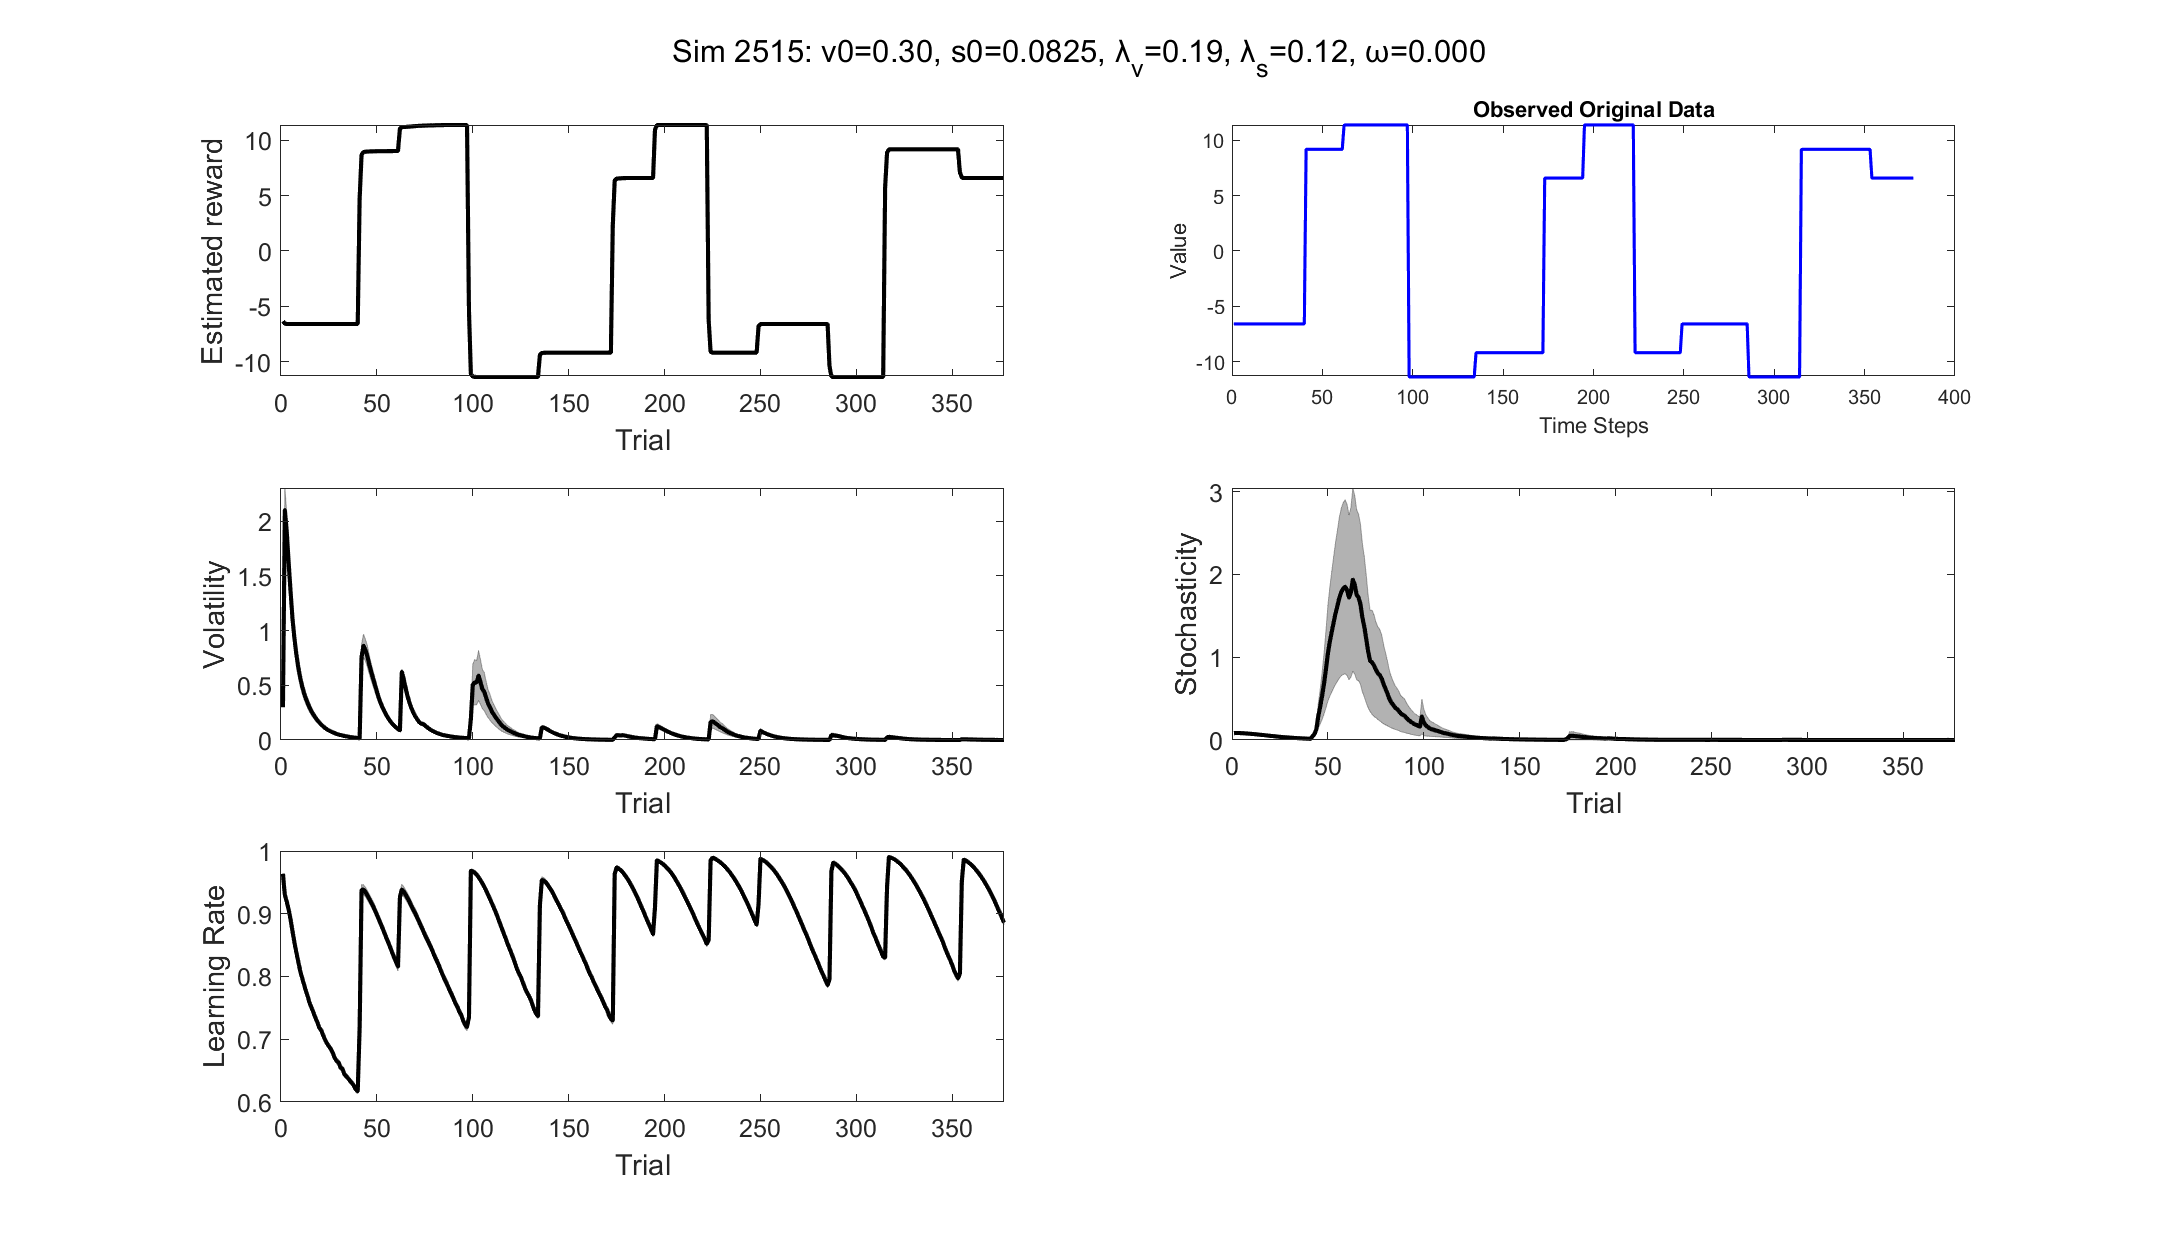 Sim 2515: v0=0.30, s0=0.0825, λv=0.19, λs=0.12, ω=0.000
Estimated reward
10
5
0
-5
-10
0 50 100 150 200 250 300 350
Trial
Observed Original Data
Value
10
5
0
-5
-10
0 50 100 150 200 250 300 350 400
Time Steps
Volatility
2
1.5
1
0.5
0
0 50 100 150 200 250 300 350
Trial
Stochasticity
3
2
1
0
0 50 100 150 200 250 300 350
Trial
Learning Rate
1
0.9
0.8
0.7
0.6
0 50 100 150 200 250 300 350
Trial